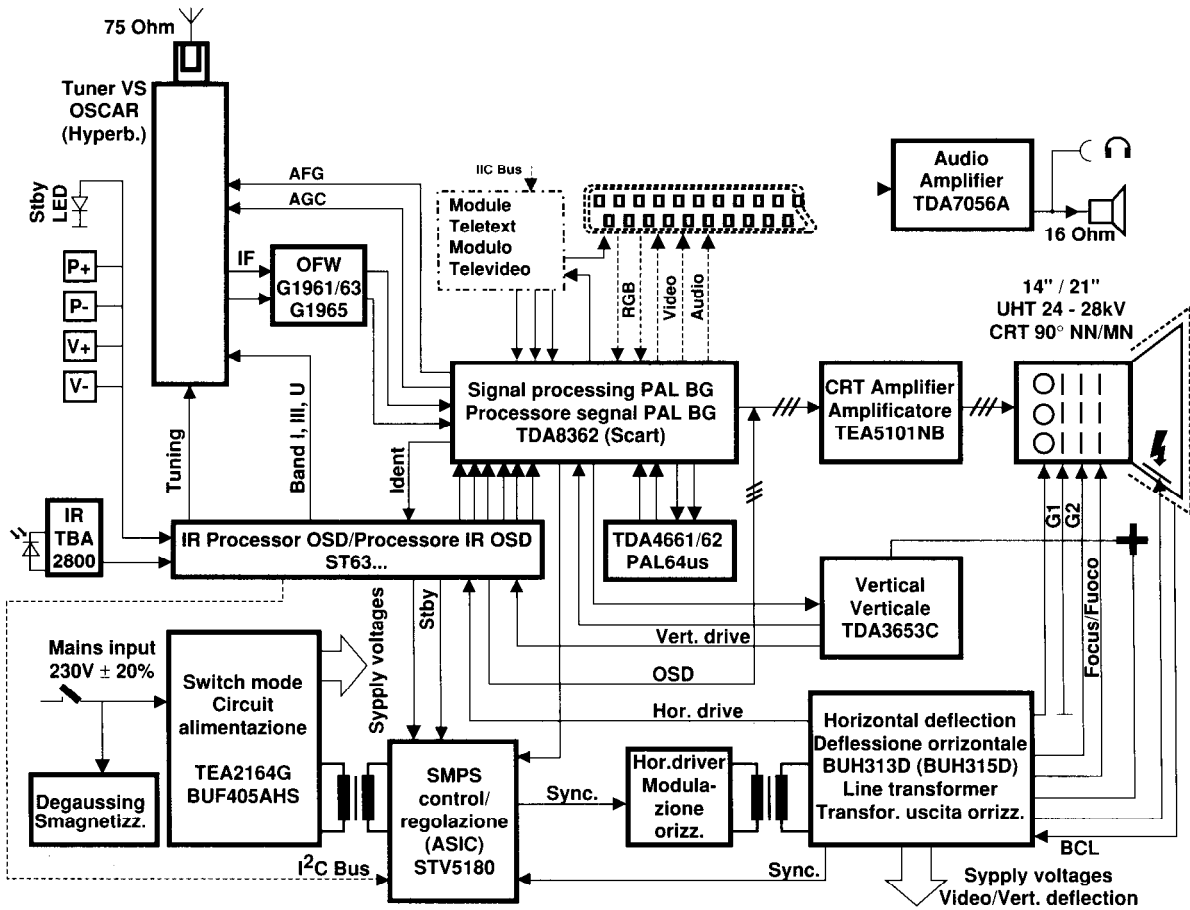 75 Ohm
Tuner VS
OSCAR
(Hyperb.)
Stby
LED
P+
P-
V+
V-
AFG
AGC
IF
OFW
G1961/63
G1965
IIC Bus
Module
Teletext
Modulo
Televideo
RGB
Video
Audio
Audio
Amplifier
TDA7056A
16 Ohm
14" / 21"
UHT 24 - 28kV
CRT 90° NN/MN
Signal processing PAL BG
Processore segnal PAL BG
TDA8362 (Scart)
CRT Amplifier
Amplificatore
TEA5101NB
Tuning
Band I, III, U
Ident
G1
G2
Focus/Fuoco
IR
TBA
2800
IR Processor OSD/Processore IR OSD
ST63...
TDA4661/62
PAL64us
Vertical
Verticale
TDA3653C
Vert. drive
OSD
Hor. drive
Mains input
230V ± 20%
Switch mode
Circuit
alimentazione
TEA2164G
BUF405AHS
Sypply voltages
Stby
Degaussing
Smagnetizz.
SMPS
control/
regolazione
(ASIC)
STV5180
Sync.
Hor.driver
Modula-
zione
orizz.
Horizontal deflection
Deflessione orrizontale
BUH313D (BUH315D)
Line transformer
Transfor. uscita orrizz.
BCL
I2C Bus
Sync.
Sypply voltages
Video/Vert. deflection